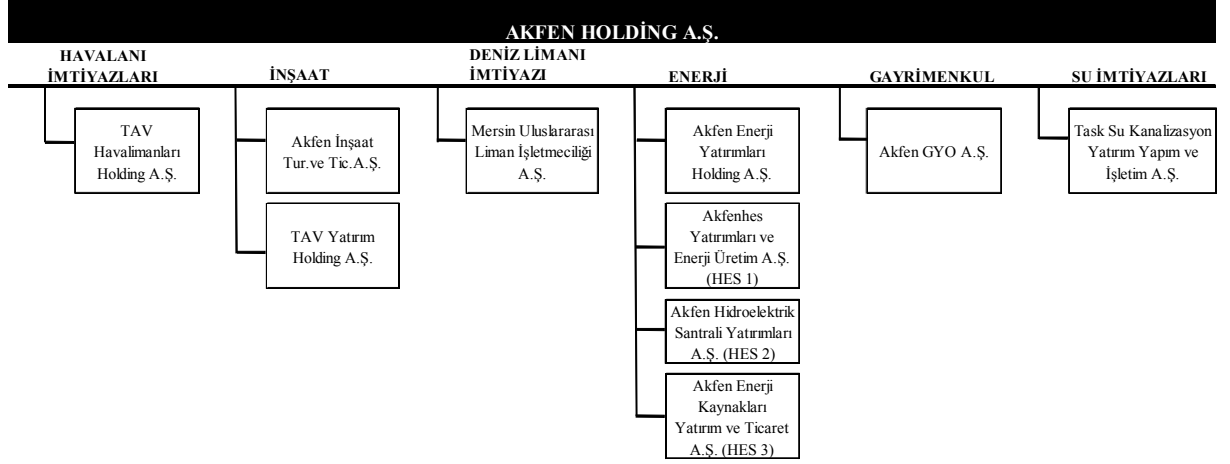 AKFEN HOLDİNG A.Ş.
HAVALANI
İMTİYAZLARI
İNŞAAT
DENİZ LİMANI
İMTİYAZI
ENERJİ
GAYRİMENKUL
SU İMTİYAZLARI
TAV
Havalimanları
Holding A.Ş.
Akfen İnşaat
Tur.ve Tic.A.Ş.
TAV Yatırım
Holding A.Ş.
Mersin Uluslararası
Liman İşletmeciliği
A.Ş.
Akfen Enerji
Yatırımları
Holding A.Ş.
Akfenhes
Yatırımları ve
Enerji Üretim A.Ş.
(HES 1)
Akfen Hidroelektrik
Santrali Yatırımları
A.Ş. (HES 2)
Akfen Enerji
Kaynakları
Yatırım ve Ticaret
A.Ş. (HES 3)
Akfen GYO A.Ş.
Task Su Kanalizasyon
Yatırım Yapım ve
İşletim A.Ş.